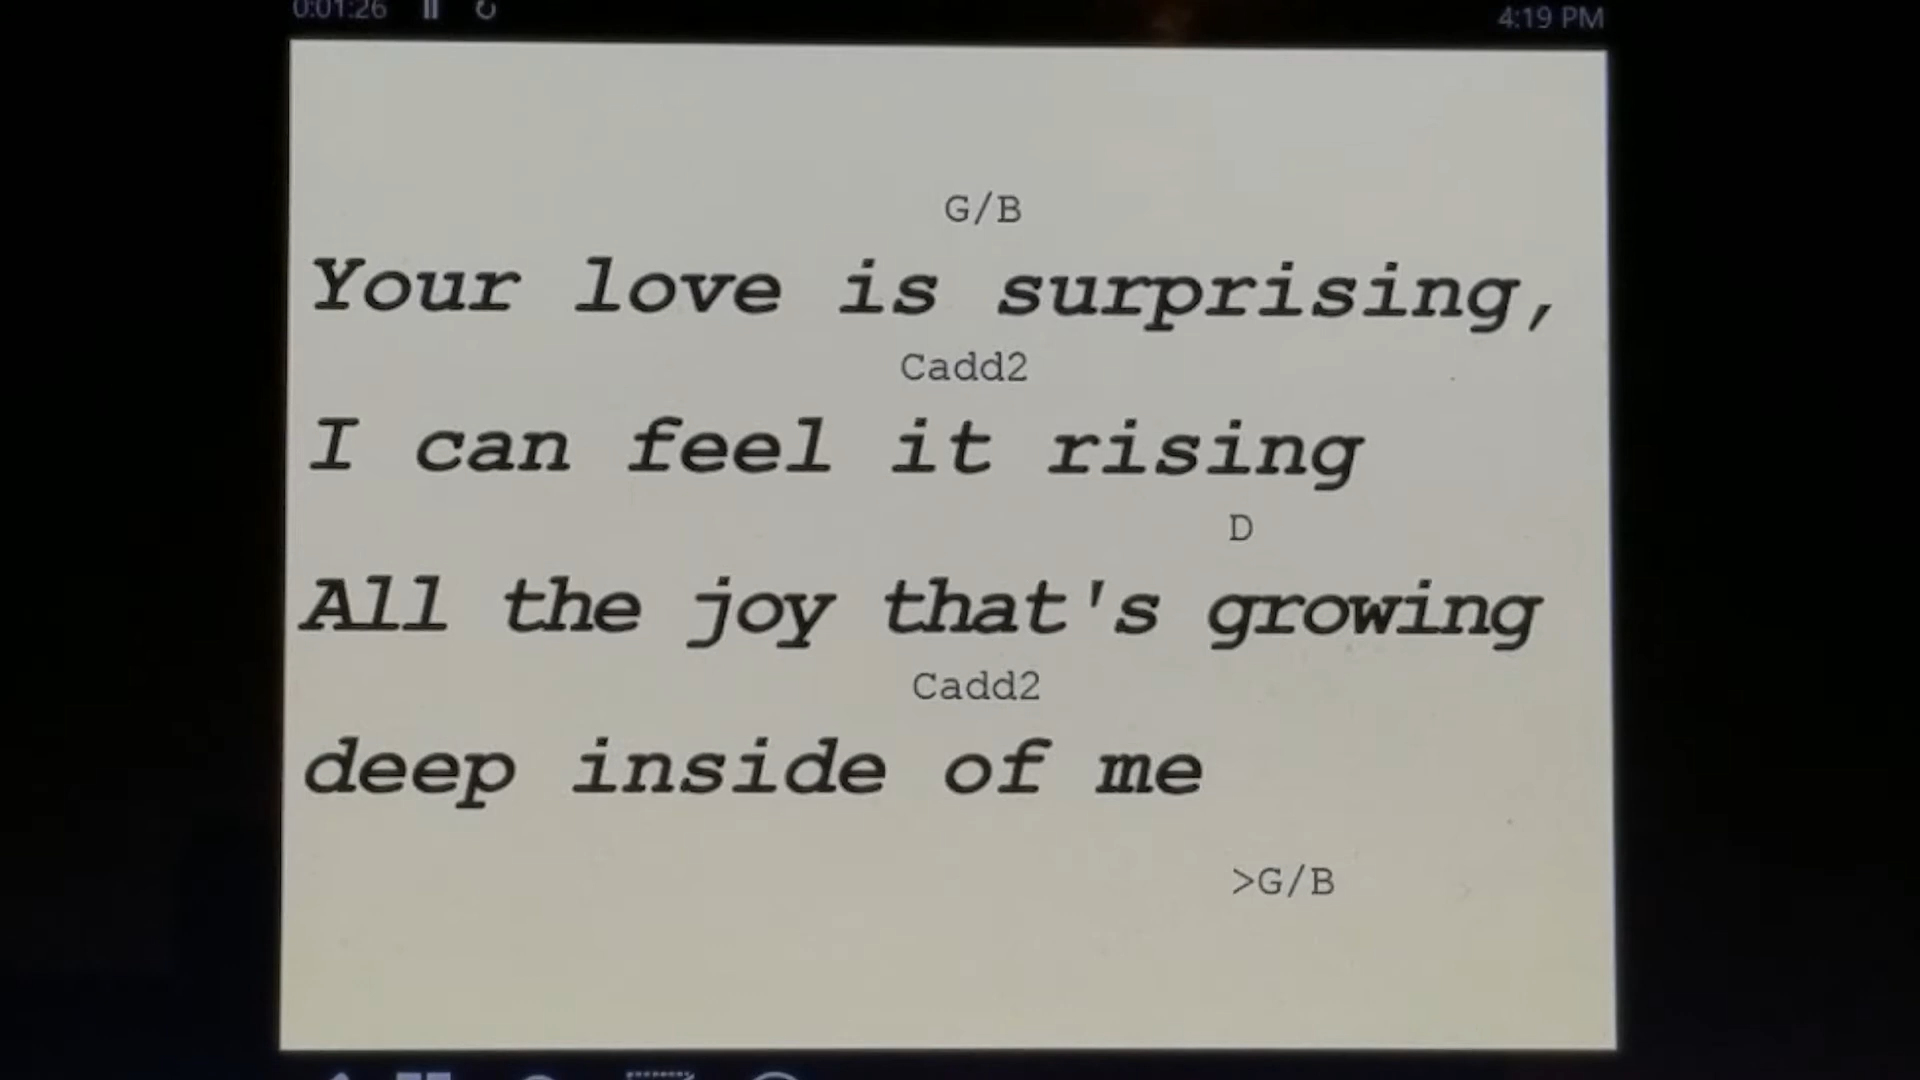 0:01:26 4:19 PM
G/B
Your love is surprising,
Cadd2
I can feel it rising
D
All the joy that's growing
Cadd2
deep inside of me
>G/B